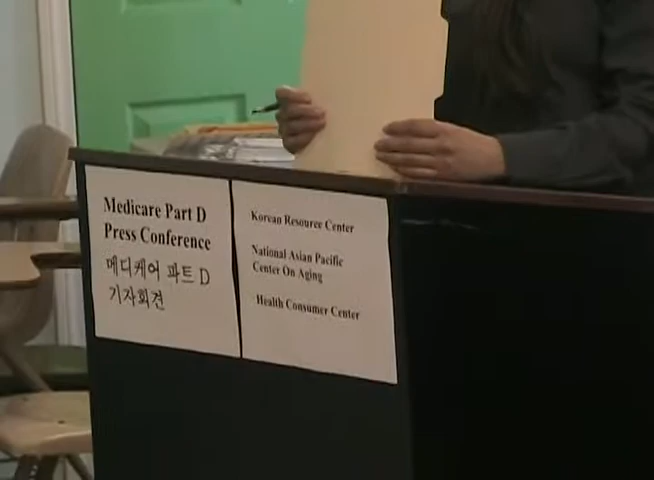 Medicare Part D
Press Conference
메디케어 파트 D
기자회견
Korean Resource Center
National Asian Pacific
Center On Aging
Health Consumer Center